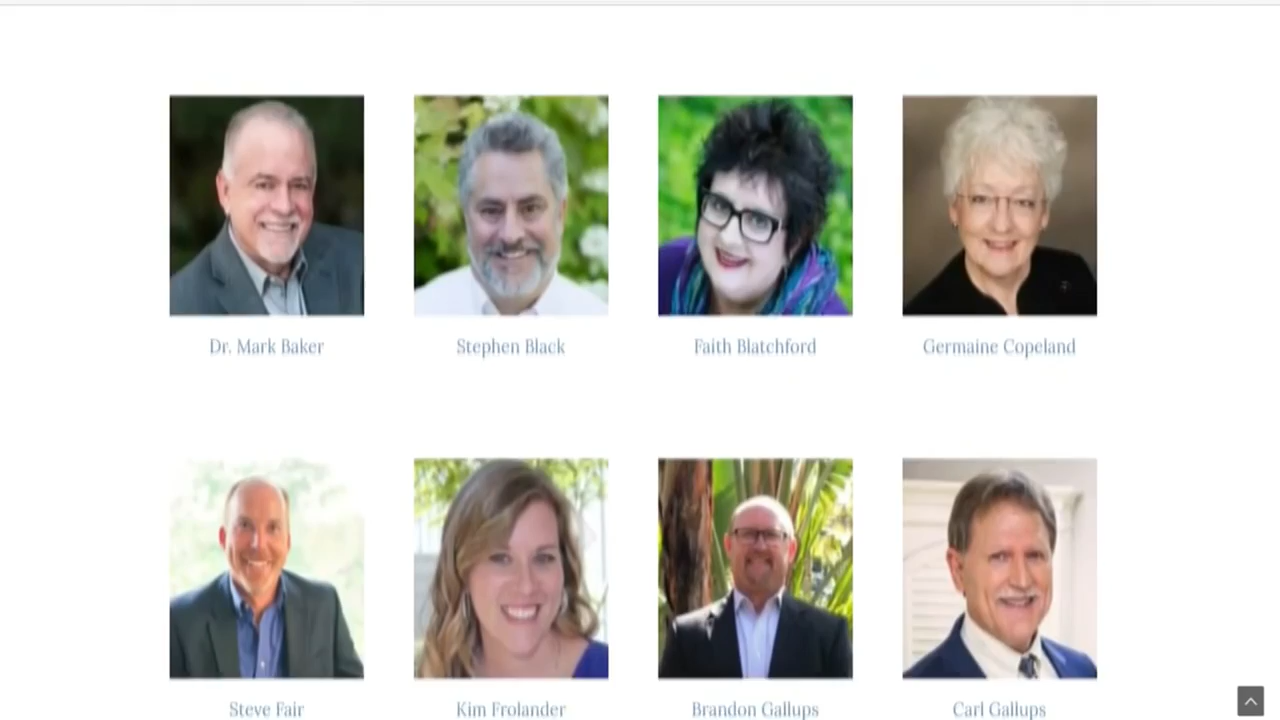 Dr. Mark Baker
Stephen Black
Faith Blatchford
Germaine Copeland
Steve Fair
Kim Frolander
Brandon Gallups
Carl Gallups